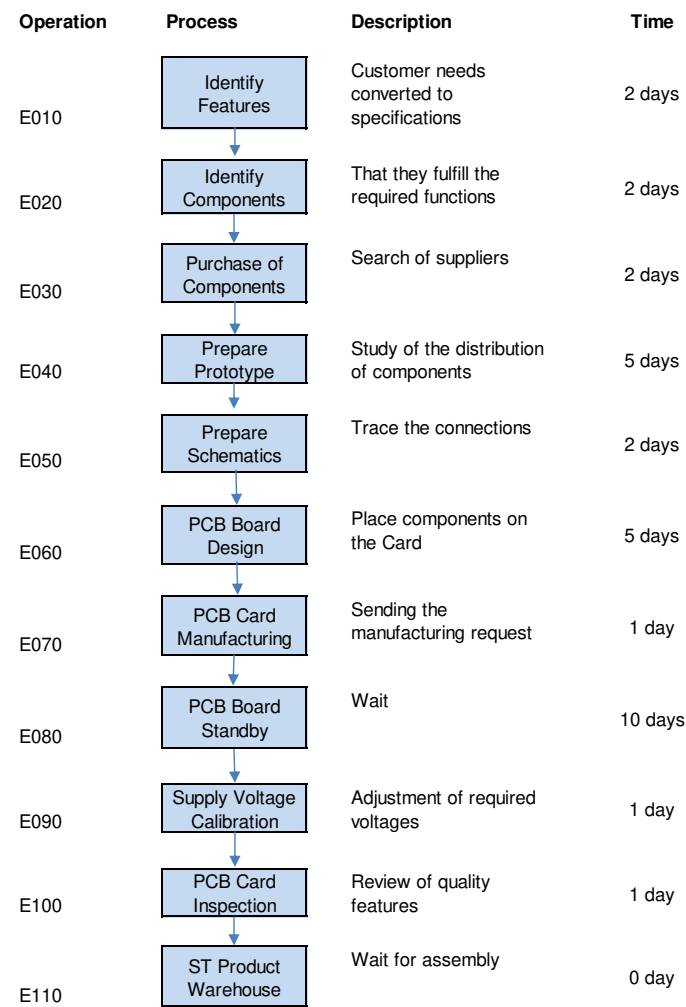 Operation Process Description Time
E010
Identify
Features
Customer needs
converted to
specifications
2 days
E020
Identify
Components
That they fulfill the
required functions
2 days
E030
Purchase of
Components
Search of suppliers
2 days
E040
Prepare
Prototype
Study of the distribution
of components
5 days
E050
Prepare
Schematics
Trace the connections
2 days
E060
PCB Board
Design
Place components on
the Card
5 days
E070
PCB Card
Manufacturing
Sending the
manufacturing request
1 day
E080
PCB Board
Standby
Wait
10 days
E090
Supply Voltage
Calibration
Adjustment of required
voltages
1 day
E100
PCB Card
Inspection
Review of quality
features
1 day
E110
ST Product
Warehouse
Wait for assembly
0 day